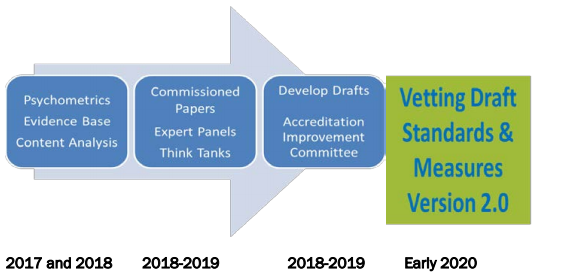 Psychometrics
Evidence Base
Content Analysis
Commissioned
Papers
Expert Panels
Think Tanks
Develop Drafts
Accreditation
Improvement
Committee
Vetting Draft
Standards &
Measures
Version 2.0
2017 and 2018
2018-2019
2018-2019
Early 2020